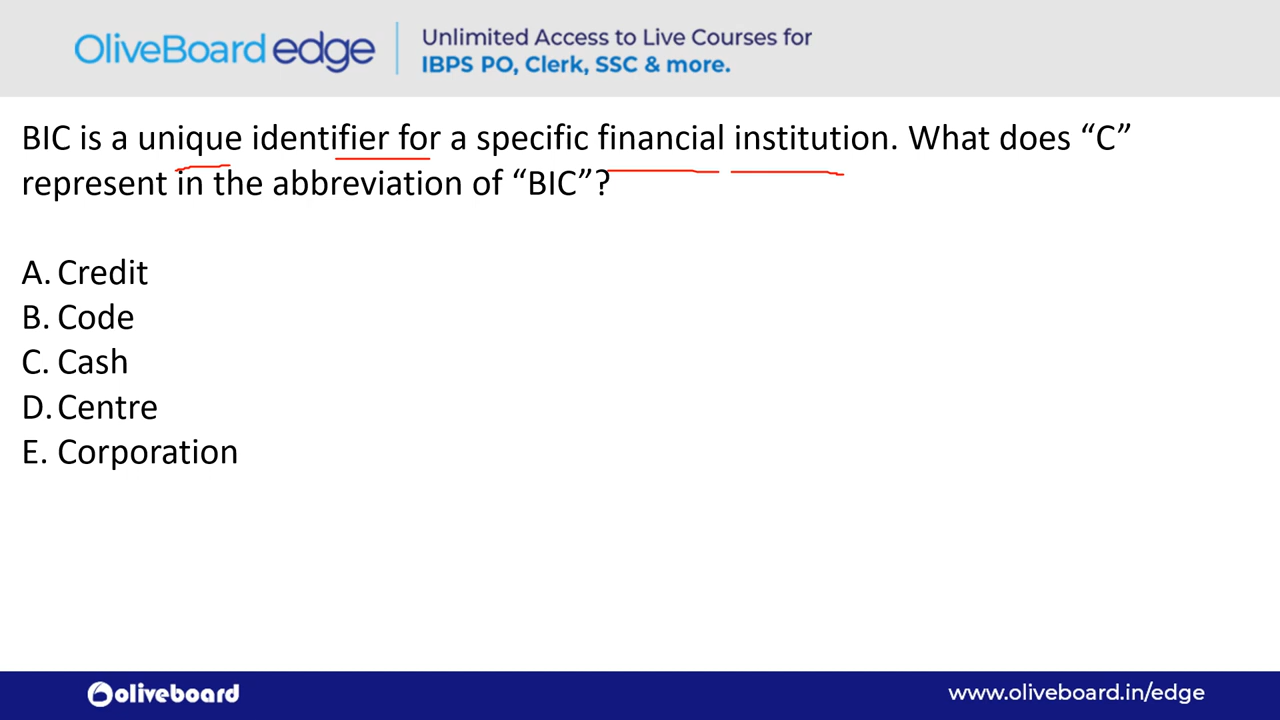 OliveBoard edge
Unlimited Access to Live Courses for
IBPS PO, Clerk, SSC & more.
BIC is a unique identifier for a specific financial institution. What does “C”
represent in the abbreviation of “BIC”?
A. Credit
B. Code
C. Cash
D. Centre
E. Corporation
oliveboard
www.oliveboard.in/edge